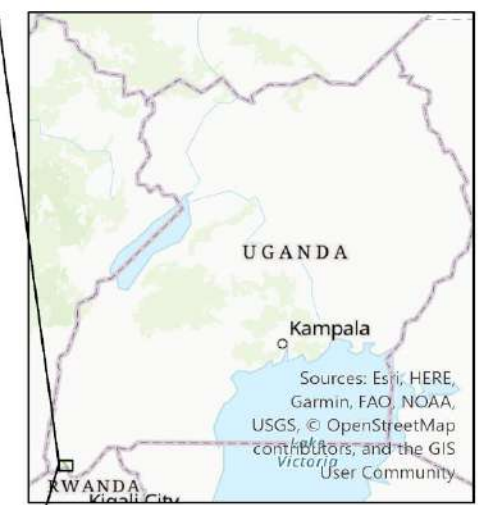 UGANDA
Kampala
Sources: Esri, HERE,
Garmin, FAO, NOAA,
USGS, © OpenStreetMap
Lake
contributors, and the GIS
Victoria
User Community
RWANDA
Kigali City